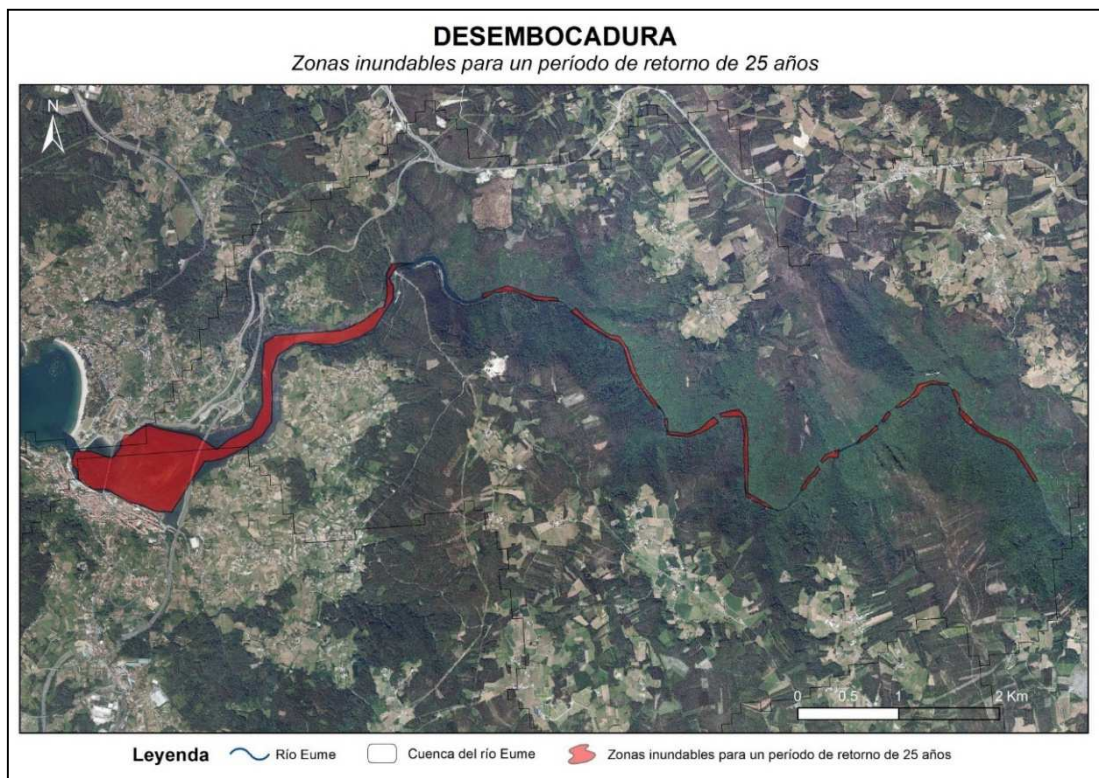 DESEMBOCADURA
Zonas inundables para un período de retorno de 25 años
N
0 0.5 1 2 Km
Leyenda Río Eume Cuenca del río Eume Zonas inundables para un período de retorno de 25 años